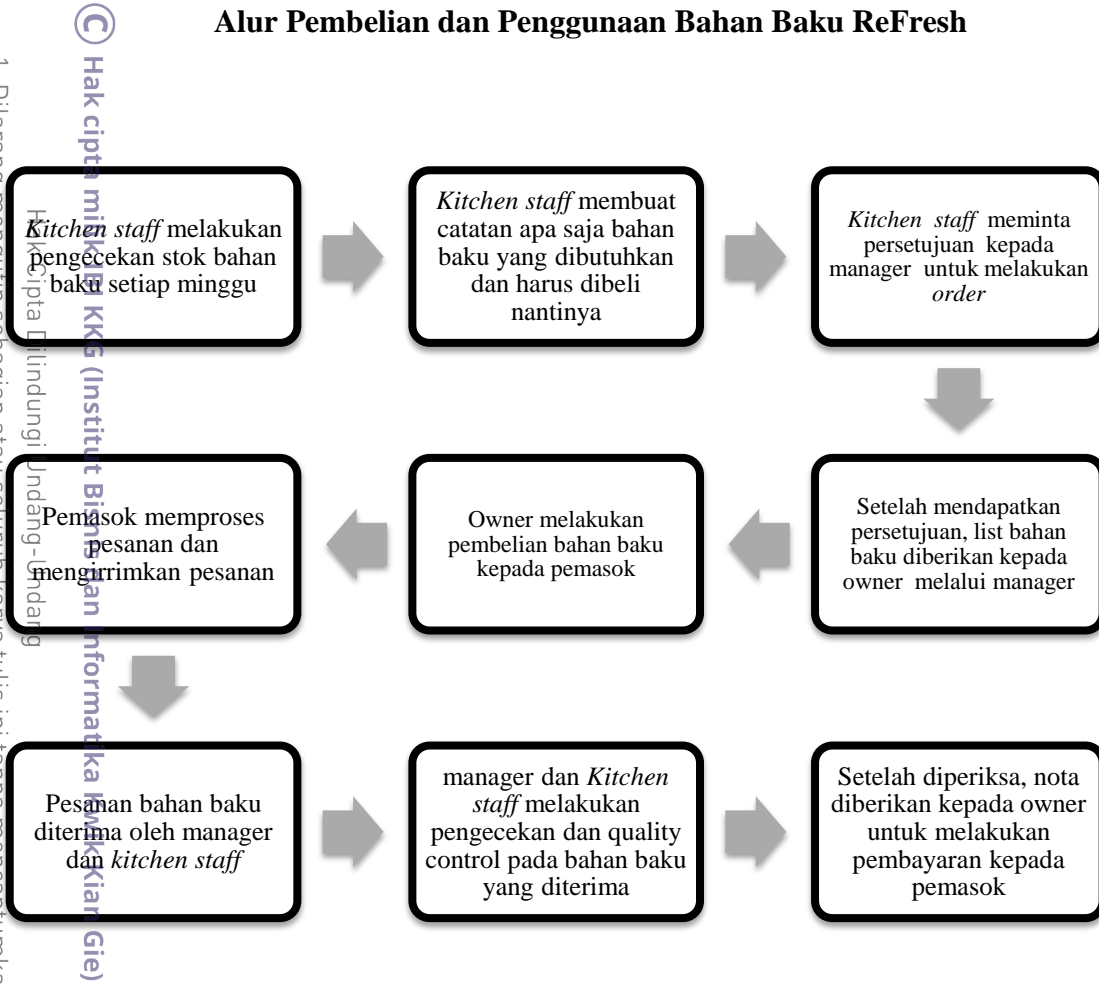 Alur Pembelian dan Penggunaan Bahan Baku ReFresh
Kitchen staff melakukan
pengecekan stok bahan
baku setiap minggu
Kitchen staff membuat
catatan apa saja bahan
baku yang dibutuhkan
dan harus dibeli
nantinya
Kitchen staff meminta
persetujuan kepada
manager untuk melakukan
order
Setelah mendapatkan
persetujuan, list bahan
baku diberikan kepada
owner melalui manager
Owner melakukan
pembelian bahan baku
kepada pemasok
Pemasok memproses
pesanan dan
mengirrimkan pesanan
Pesanan bahan baku
diterima oleh manager
dan kitchen staff
manager dan Kitchen
staff melakukan
pengecekan dan quality
control pada bahan baku
yang diterima
Setelah diperiksa, nota
diberikan kepada owner
untuk melakukan
pembayaran kepada
pemasok
© Hak cipta milik IBI KKG (Institut Bisnis dan Informatika Kwik Kian Gie)
Hak Cipta Dilindungi Undang-Undang